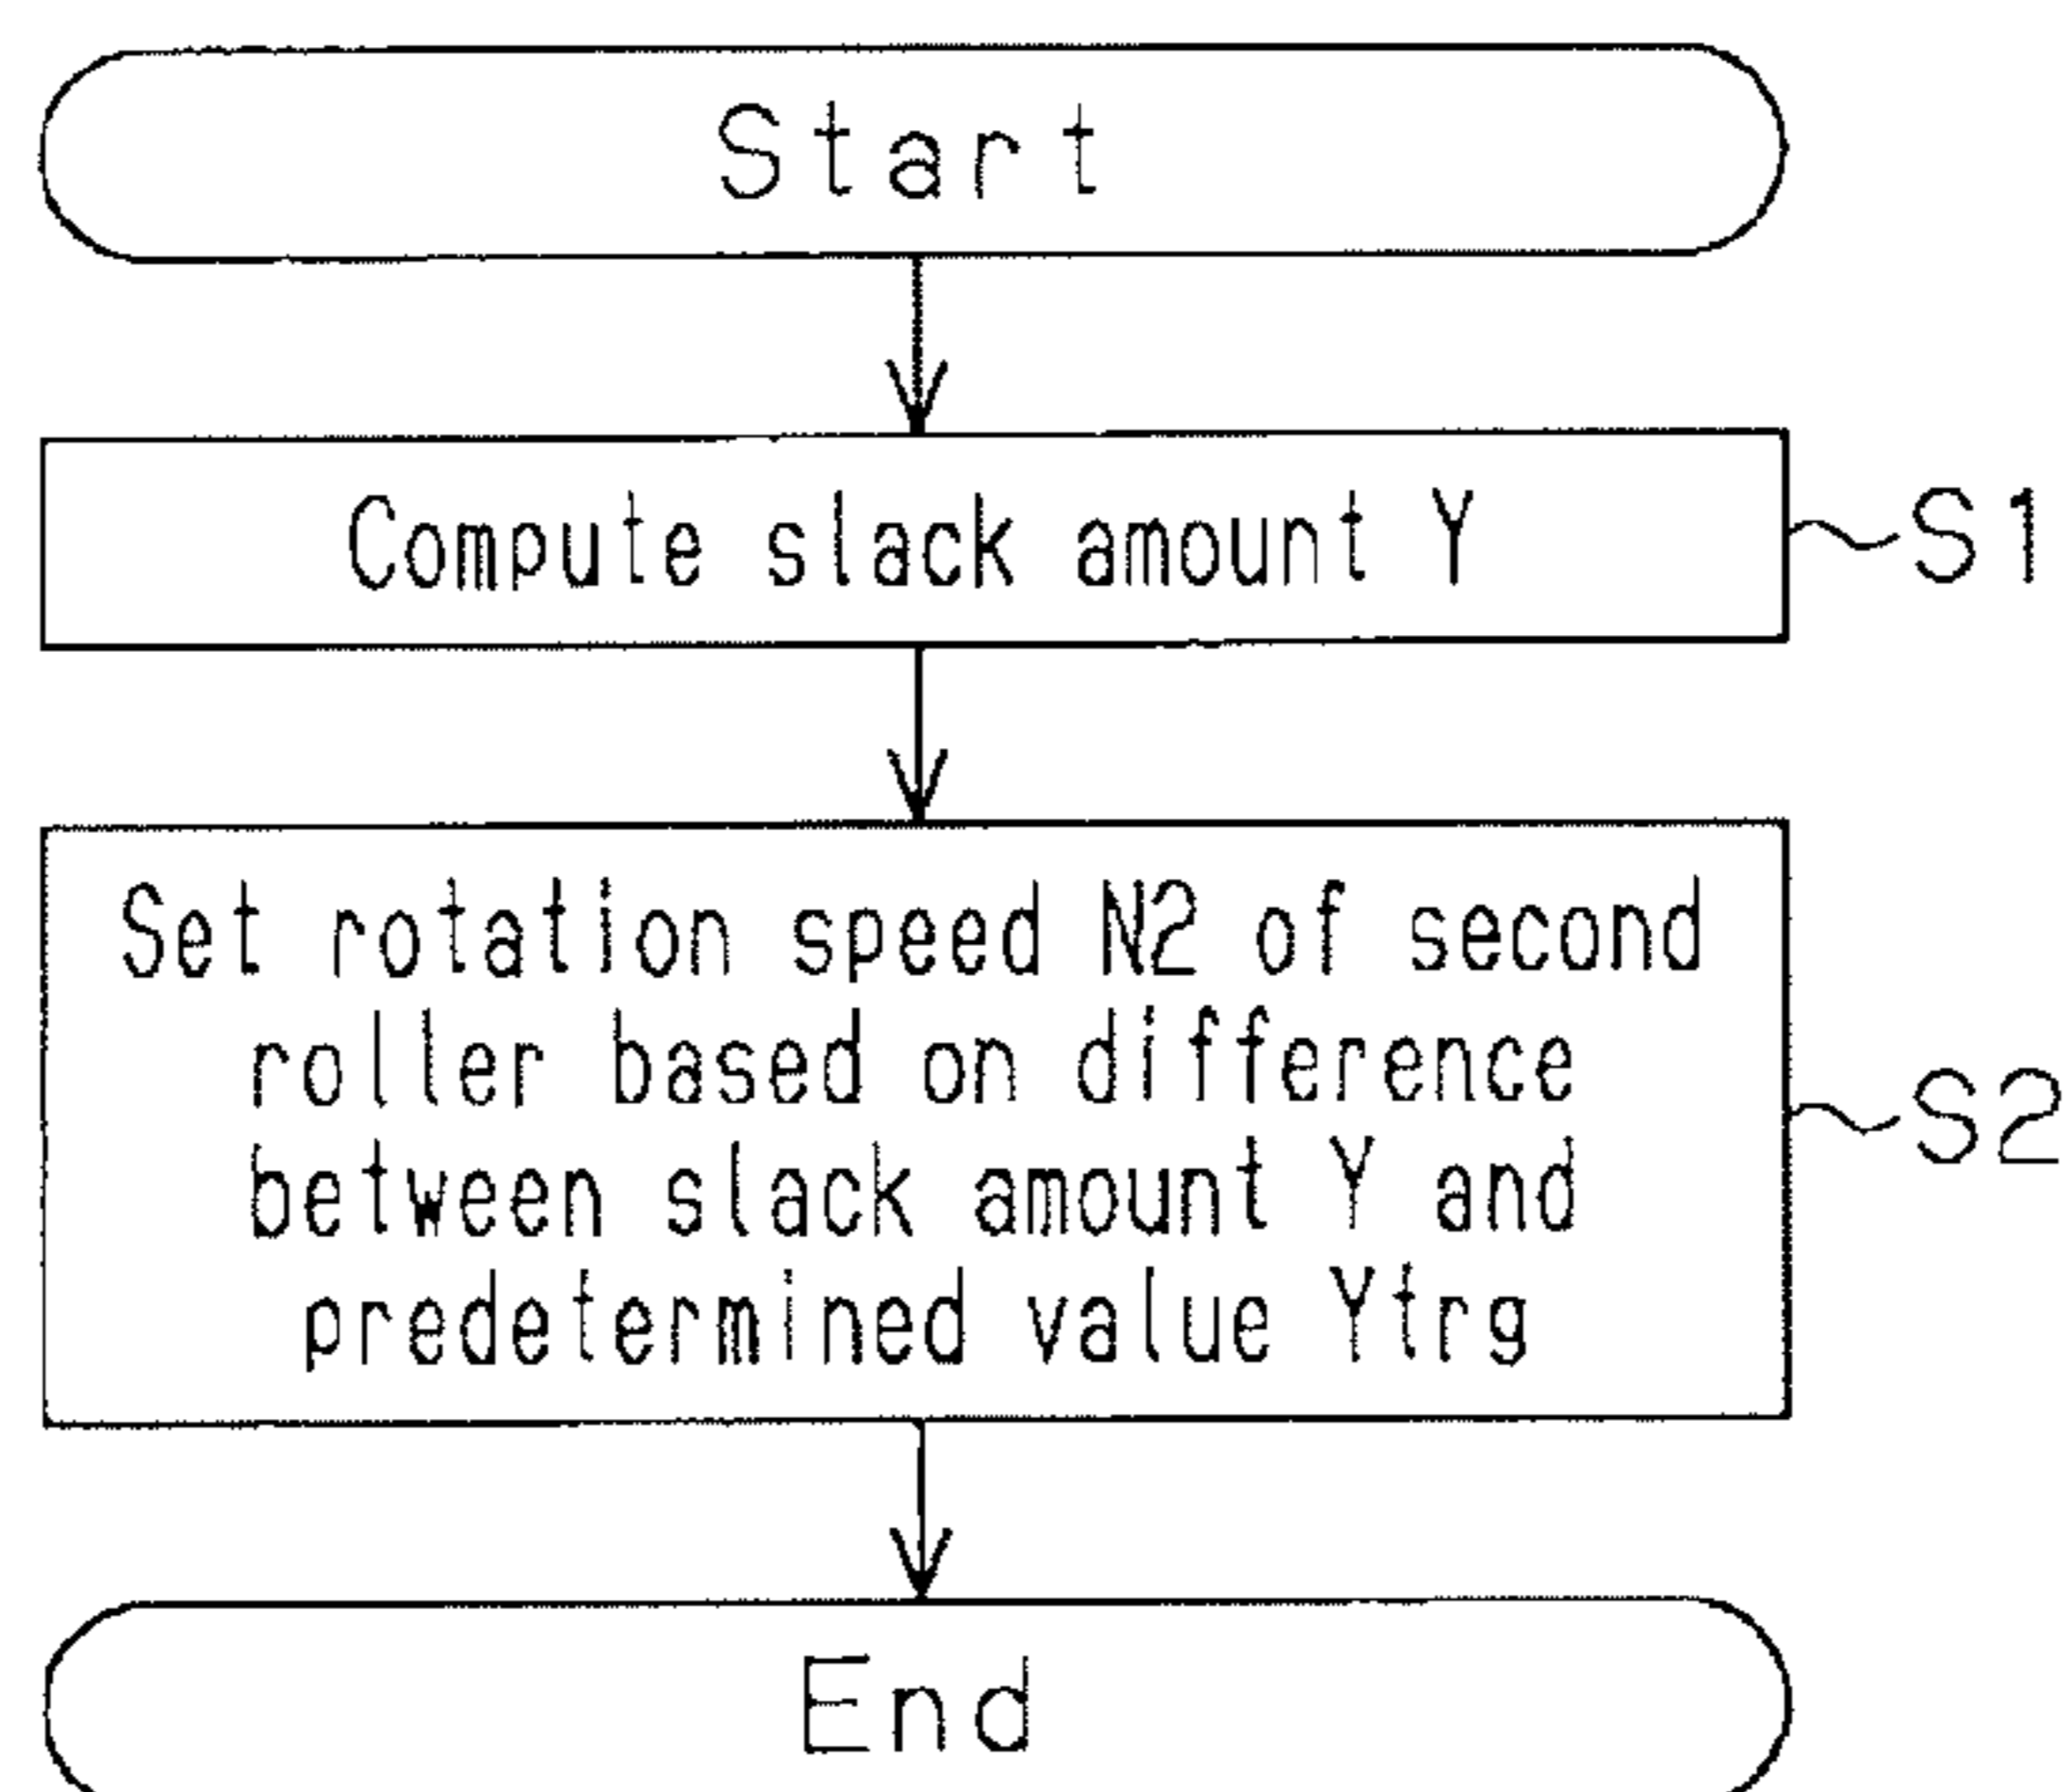 Start
Compute slack amount Y
S1
Set rotation speed N2 of second
roller based on difference
between slack amount Y and
predetermined value Ytrg
S2
End